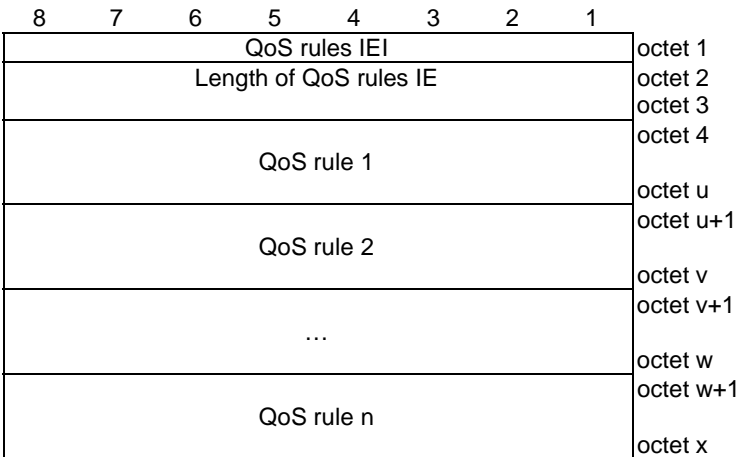 8 7 6 5 4 3 2 1
QoS rules IEI octet 1
Length of QoS rules IE octet 2
octet 3
octet 4
QoS rule 1
octet u
octet u+1
QoS rule 2
octet v
octet v+1
…
octet w
octet w+1
QoS rule n
octet x